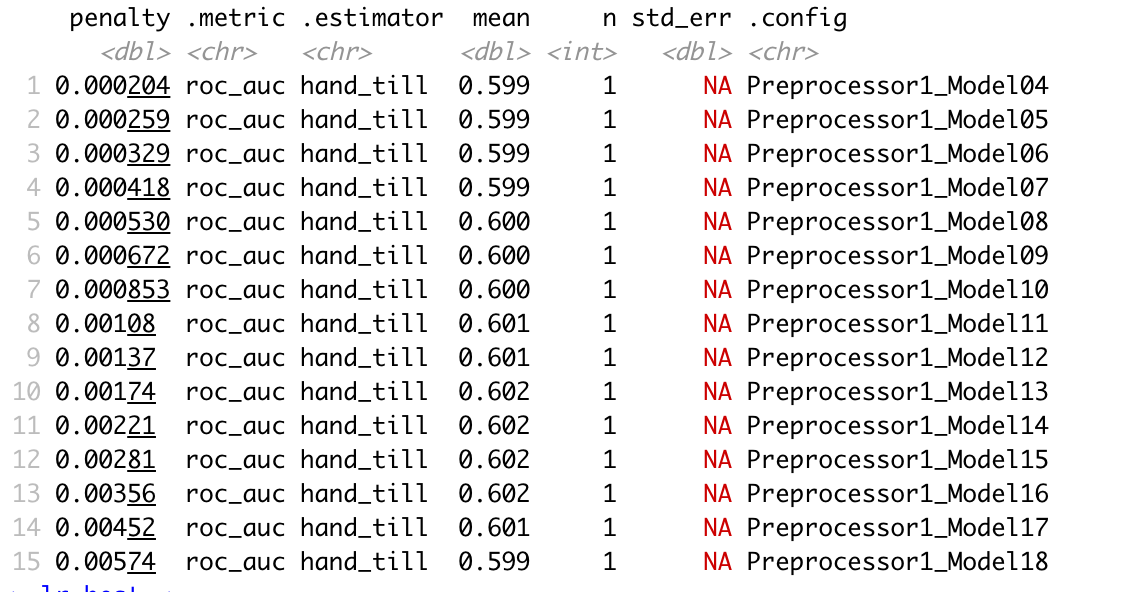 penalty .metric .estimator mean n std_err .config
<dbl> <chr> <chr> <dbl> <int> <dbl> <chr>
1 0.000204 roc_auc hand_till 0.599 1 NA Preprocessor1_Model04
2 0.000259 roc_auc hand_till 0.599 1 NA Preprocessor1_Model05
3 0.000329 roc_auc hand_till 0.599 1 NA Preprocessor1_Model06
4 0.000418 roc_auc hand_till 0.599 1 NA Preprocessor1_Model07
5 0.000530 roc_auc hand_till 0.600 1 NA Preprocessor1_Model08
6 0.000672 roc_auc hand_till 0.600 1 NA Preprocessor1_Model09
7 0.000853 roc_auc hand_till 0.600 1 NA Preprocessor1_Model10
8 0.00108 roc_auc hand_till 0.601 1 NA Preprocessor1_Model11
9 0.00137 roc_auc hand_till 0.601 1 NA Preprocessor1_Model12
10 0.00174 roc_auc hand_till 0.602 1 NA Preprocessor1_Model13
11 0.00221 roc_auc hand_till 0.602 1 NA Preprocessor1_Model14
12 0.00281 roc_auc hand_till 0.602 1 NA Preprocessor1_Model15
13 0.00356 roc_auc hand_till 0.602 1 NA Preprocessor1_Model16
14 0.00452 roc_auc hand_till 0.601 1 NA Preprocessor1_Model17
15 0.00574 roc_auc hand_till 0.599 1 NA Preprocessor1_Model18